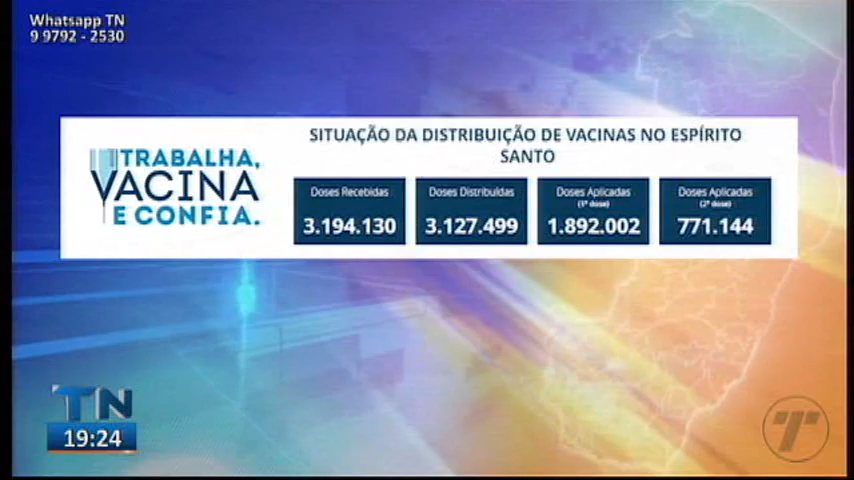 Whatsapp TN
9 9792 - 2530
SITUAÇÃO DA DISTRIBUIÇÃO DE VACINAS NO ESPÍRITO
SANTO
TRABALHA,
VACINA
E CONFIA.
Doses Recebidas
3.194.130
Doses Distribuídas
3.127.499
Doses Aplicadas
(1ª dose)
1.892.002
Doses Aplicadas
(2ª dose)
771.144
TN
19:24
T